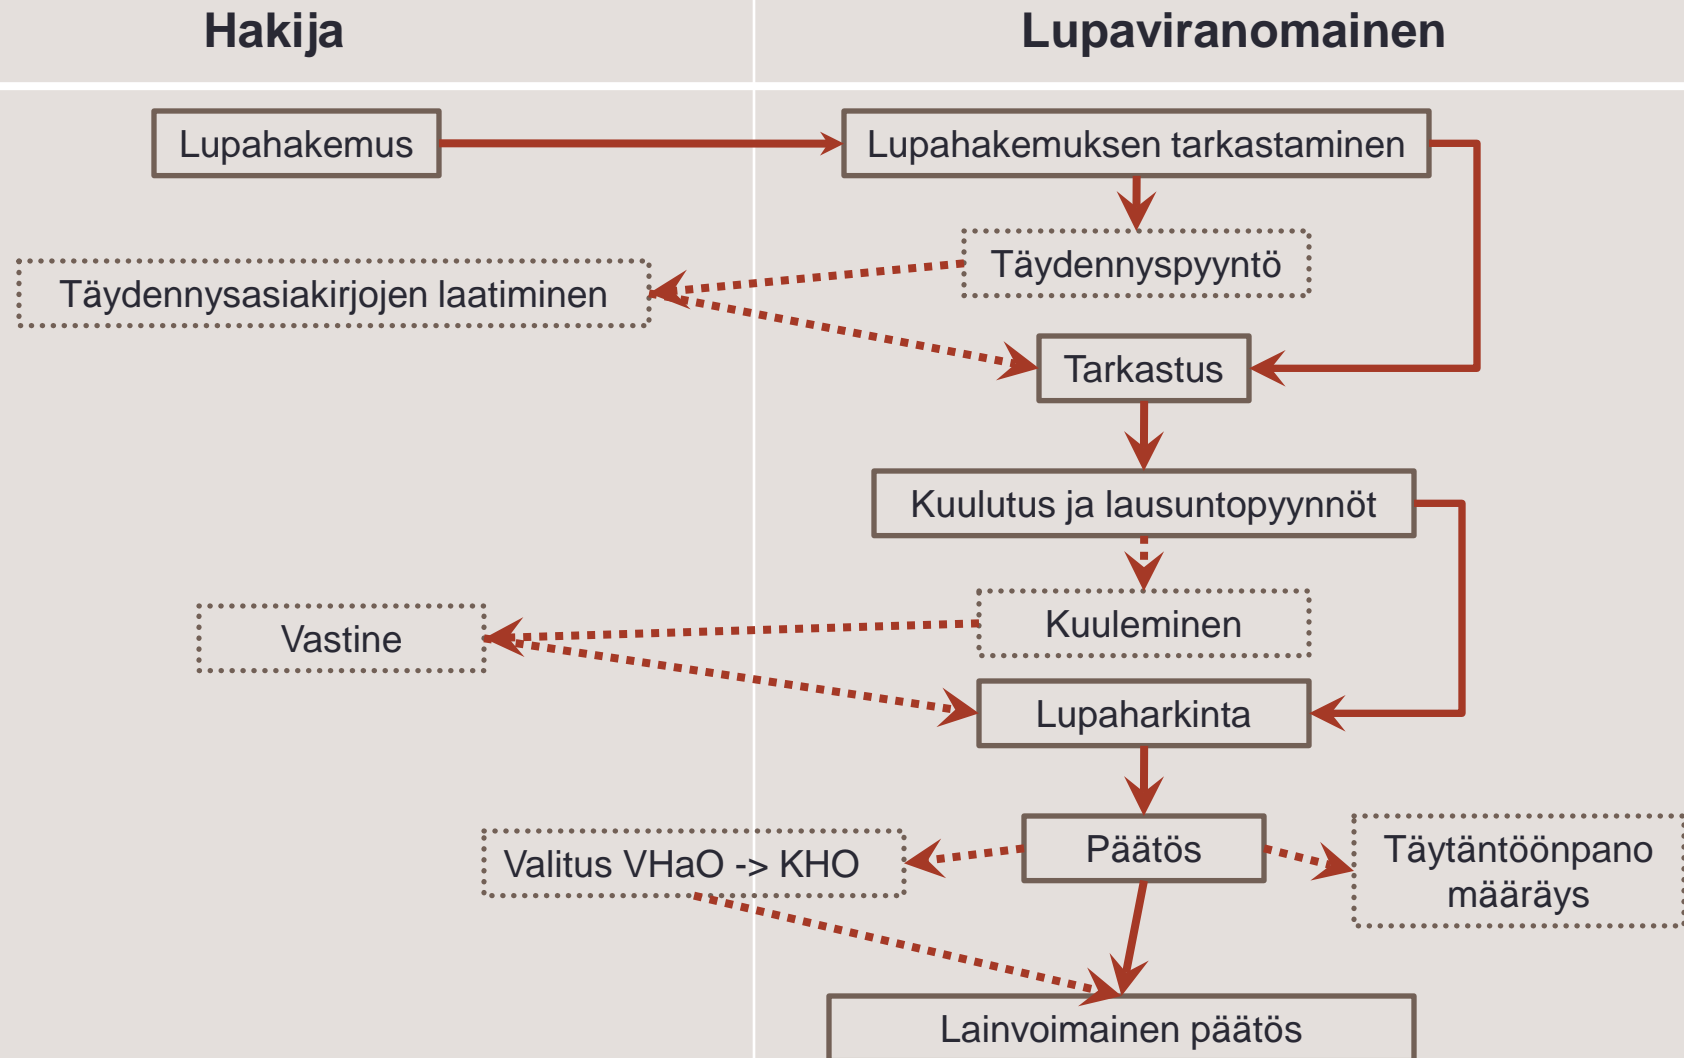 Hakija
Lupaviranomainen
Lupahakemus
Lupahakemuksen tarkastaminen
Täydennyspyyntö
Täydennysasiakirjojen laatiminen
Tarkastus
Kuulutus ja lausuntopyynnöt
Kuuleminen
Vastine
Lupaharkinta
Päätös
Valitus VHaO -> KHO
Täytäntöönpano
määräys
Lainvoimainen päätös